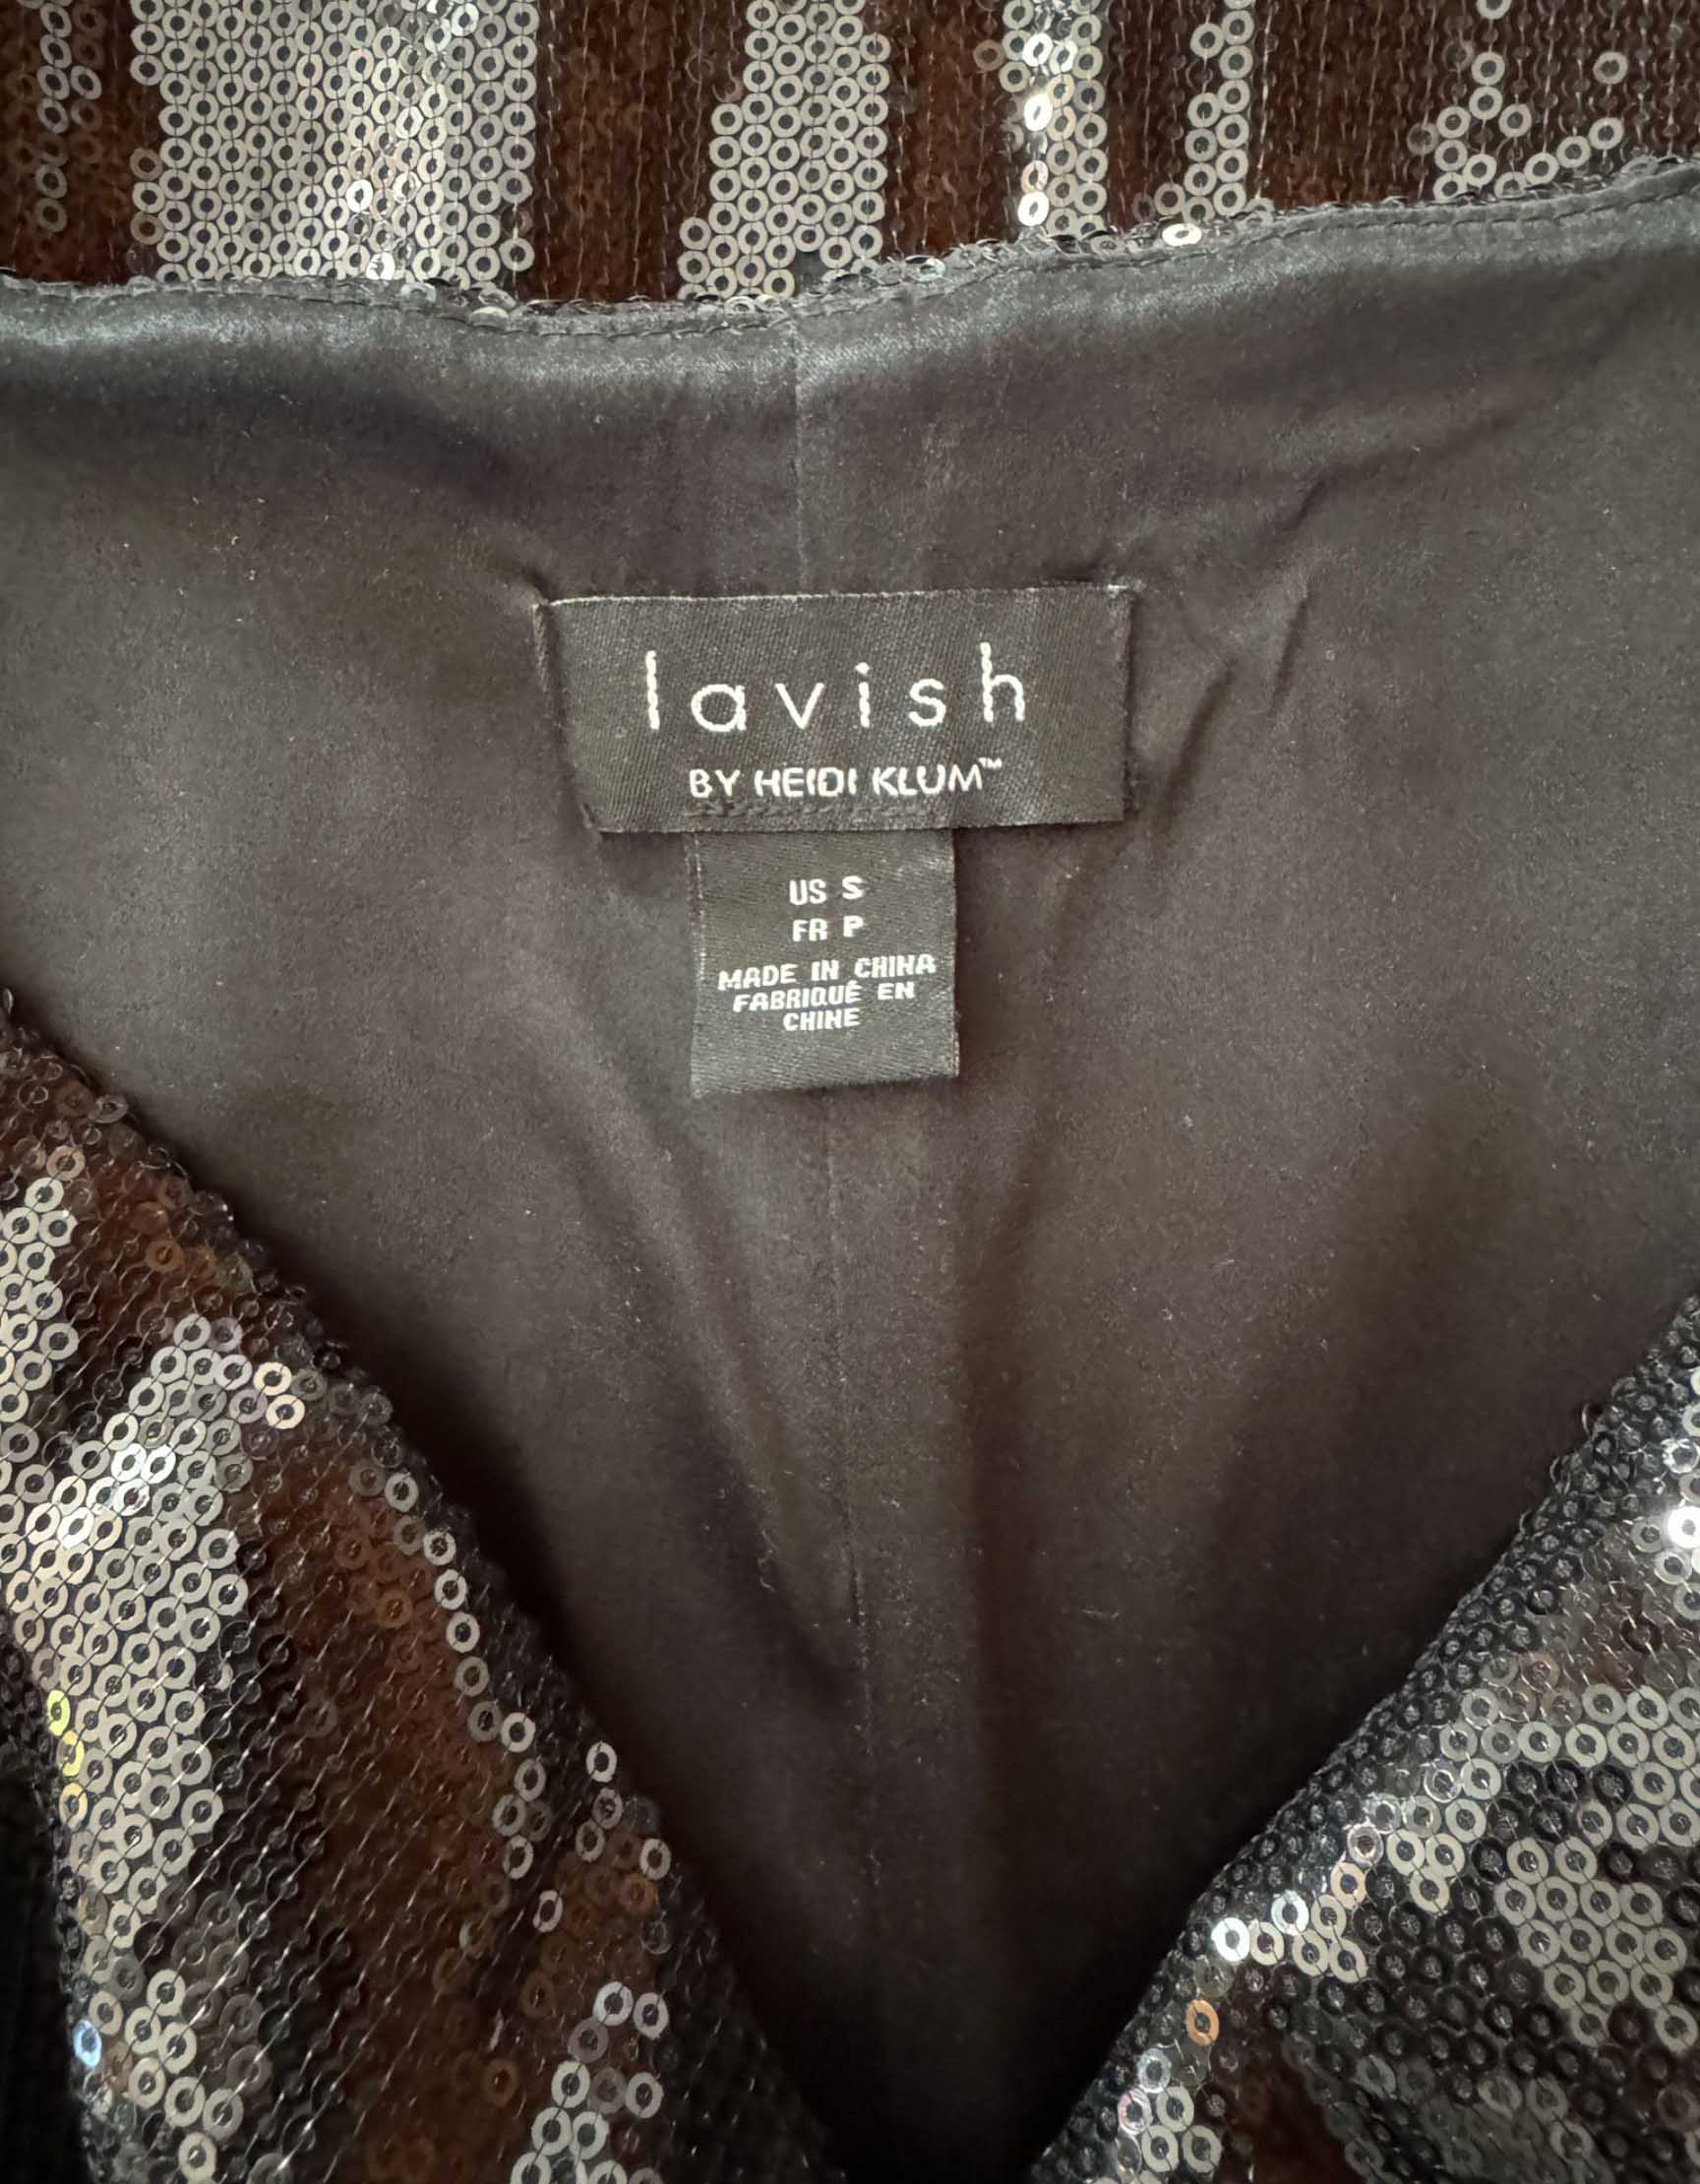 lavish
BY HEIDI KLUM™
US S
FR P
MADE IN CHINA
FABRIQUÉ EN
CHINE